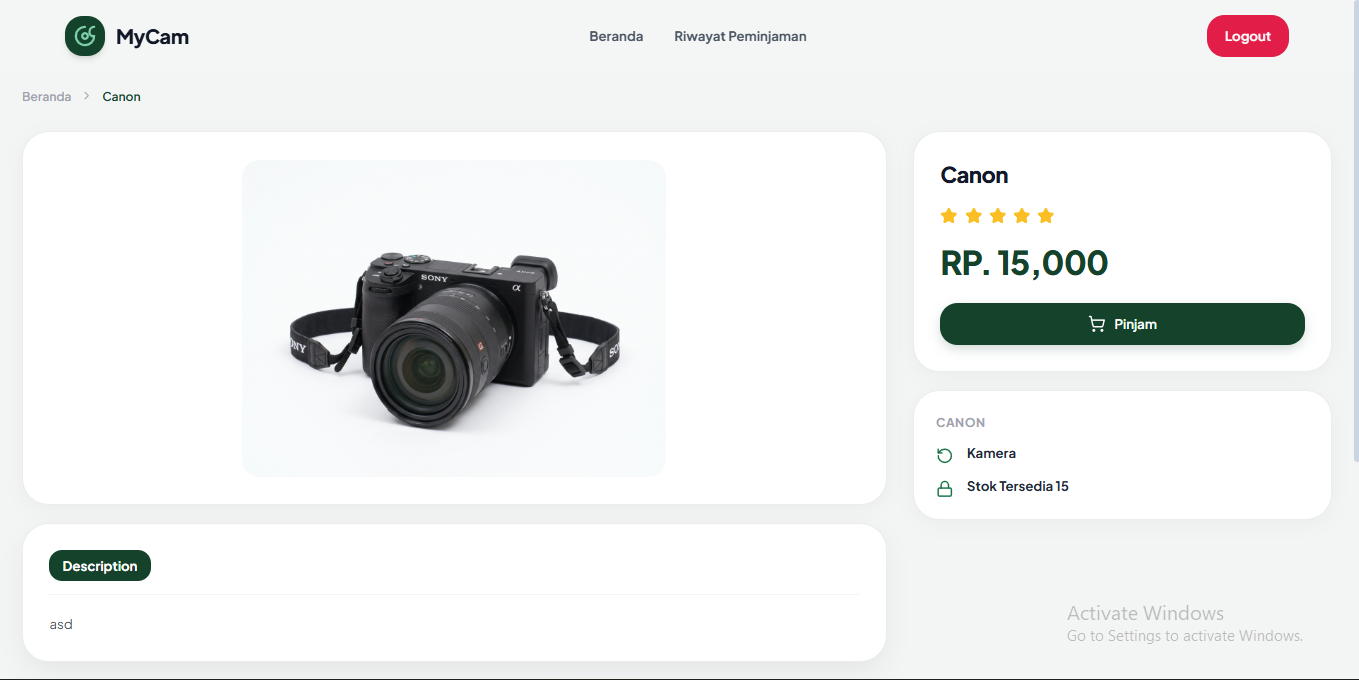 MyCam
Beranda
Riwayat Peminjaman
Logout
Beranda > Canon
SONY
α
SONY
Canon
RP. 15,000
Pinjam
CANON
Kamera
Stok Tersedia 15
Description
asd
Activate Windows
Go to Settings to activate Windows.